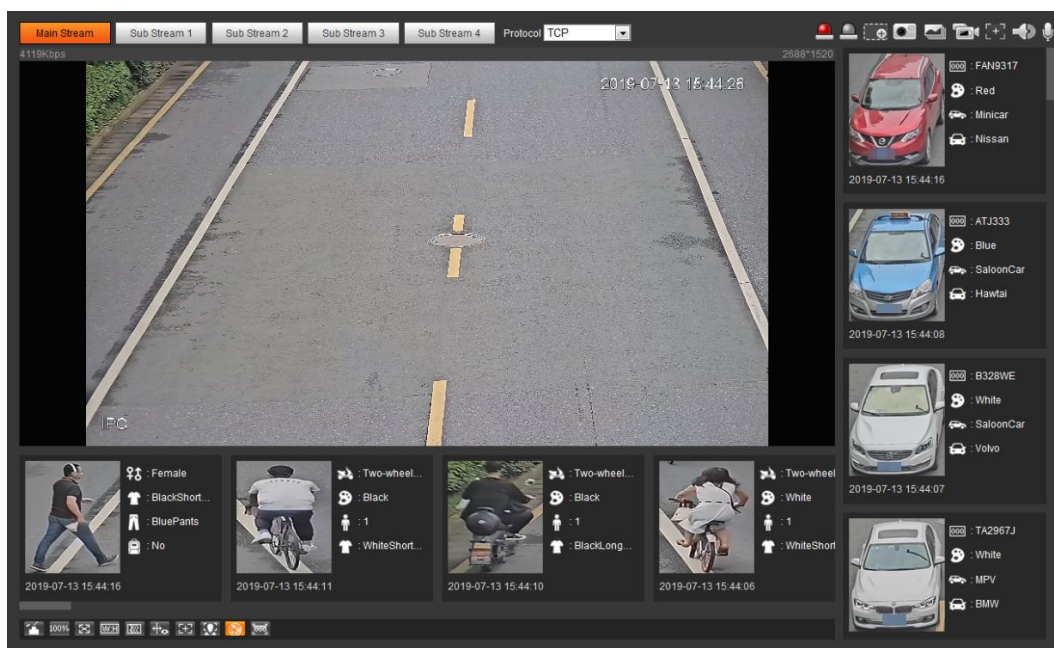 Main Stream
Sub Stream 1
Sub Stream 2
Sub Stream 3
Sub Stream 4
Protocol TCP
4119Kbps
2688*1520
2019-07-13 15:44:26
IPC
: FAN9317
: Red
: Minicar
: Nissan
2019-07-13 15:44:16
: ATJ333
: Blue
: SaloonCar
: Hawtai
2019-07-13 15:44:08
: B328WE
: White
: SaloonCar
: Volvo
2019-07-13 15:44:07
: TA2967J
: White
: MPV
: BMW
: Female
: BlackShort...
: BluePants
: No
2019-07-13 15:44:16
: Two-wheel...
: Black
: 1
: WhiteShort...
2019-07-13 15:44:11
: Two-wheel...
: Black
: 1
: BlackLong...
2019-07-13 15:44:10
: Two-wheel
: White
: 1
: WhiteShort
2019-07-13 15:44:06
100%
W:H